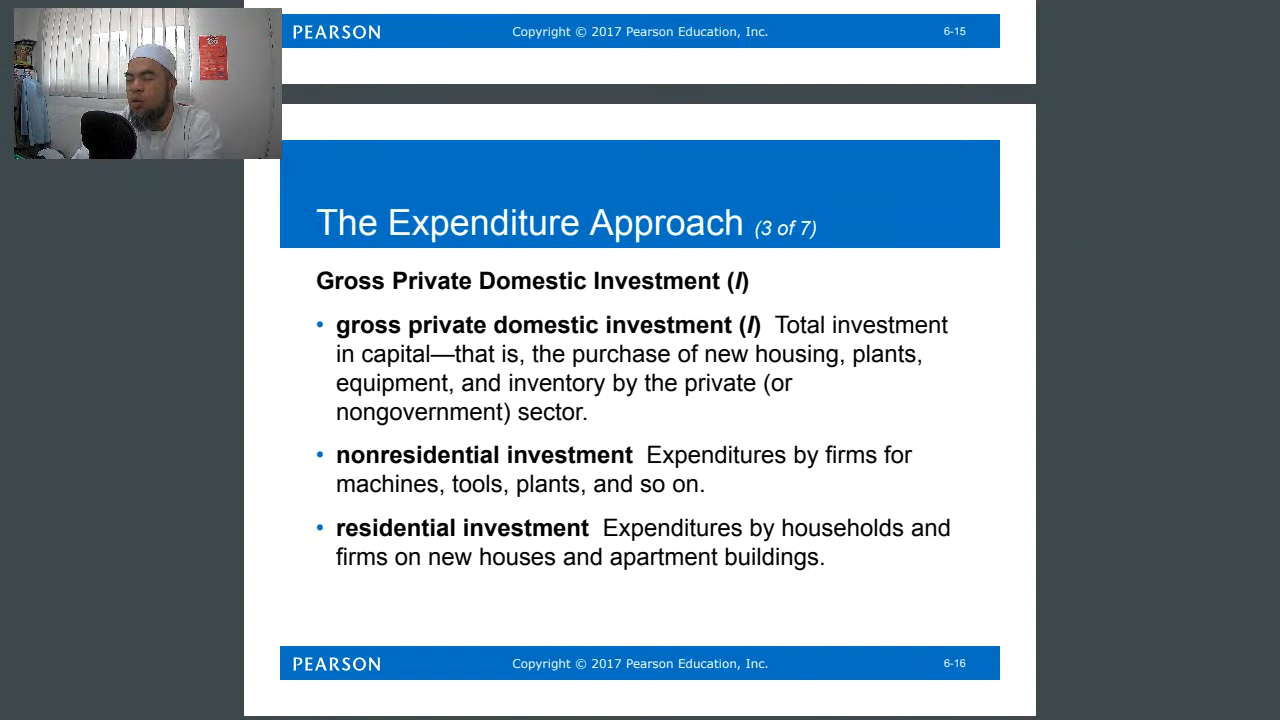 PEARSON Copyright © 2017 Pearson Education, Inc. 6-15
The Expenditure Approach (3 of 7)
Gross Private Domestic Investment (I)
• gross private domestic investment (I) Total investment
in capital—that is, the purchase of new housing, plants,
equipment, and inventory by the private (or
nongovernment) sector.
• nonresidential investment Expenditures by firms for
machines, tools, plants, and so on.
• residential investment Expenditures by households and
firms on new houses and apartment buildings.
PEARSON Copyright © 2017 Pearson Education, Inc. 6-16